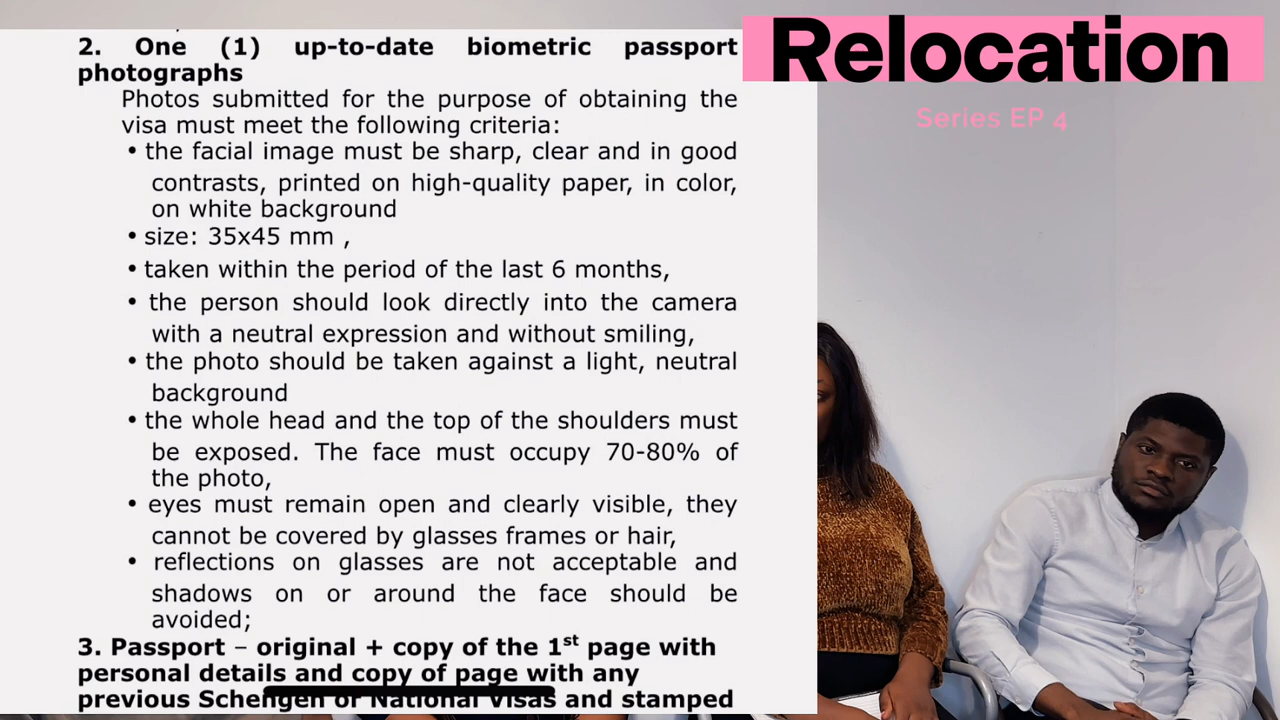 Relocation
Series EP 4
2. One (1) up-to-date biometric passport
photographs
Photos submitted for the purpose of obtaining the
visa must meet the following criteria:
• the facial image must be sharp, clear and in good
contrasts, printed on high-quality paper, in color,
on white background
• size: 35x45 mm ,
• taken within the period of the last 6 months,
• the person should look directly into the camera
with a neutral expression and without smiling,
• the photo should be taken against a light, neutral
background
• the whole head and the top of the shoulders must
be exposed. The face must occupy 70-80% of
the photo,
• eyes must remain open and clearly visible, they
cannot be covered by glasses frames or hair,
• reflections on glasses are not acceptable and
shadows on or around the face should be
avoided;
3. Passport – original + copy of the 1st page with
personal details and copy of page with any
previous Schengen or National Visas and stamped